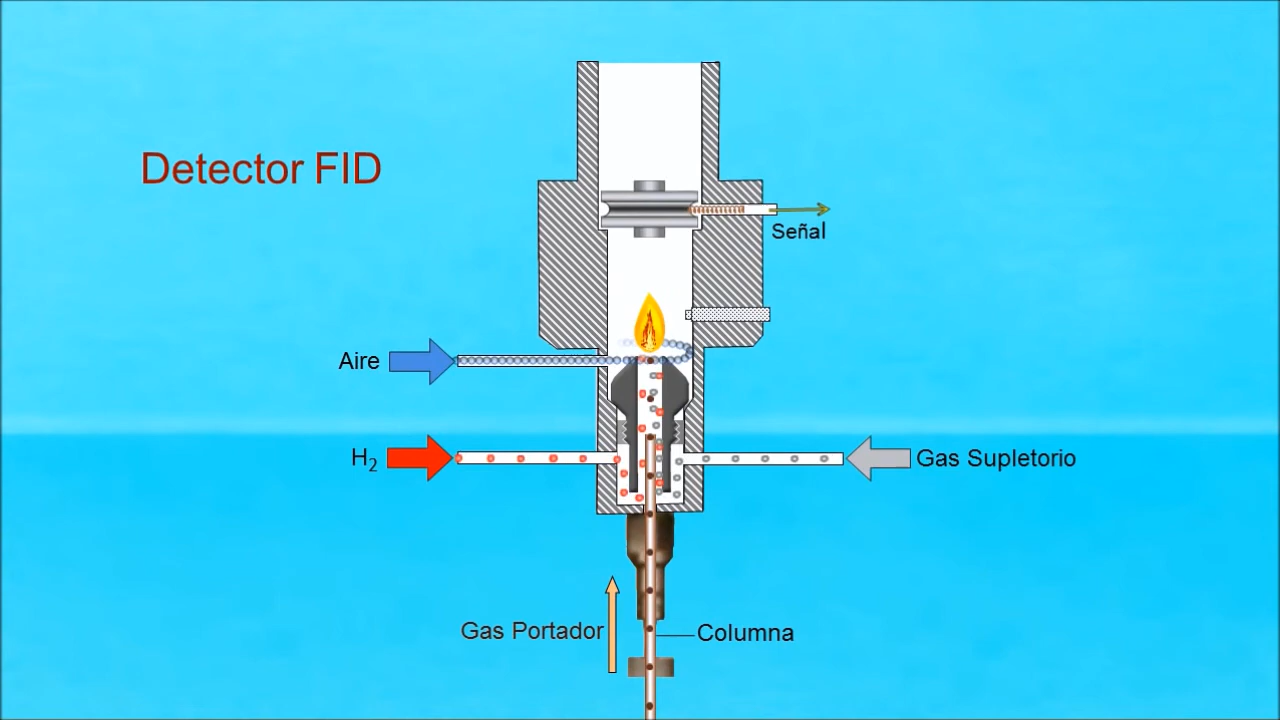 Detector FID
Señal
Aire
H₂
Gas Supletorio
Gas Portador
Columna